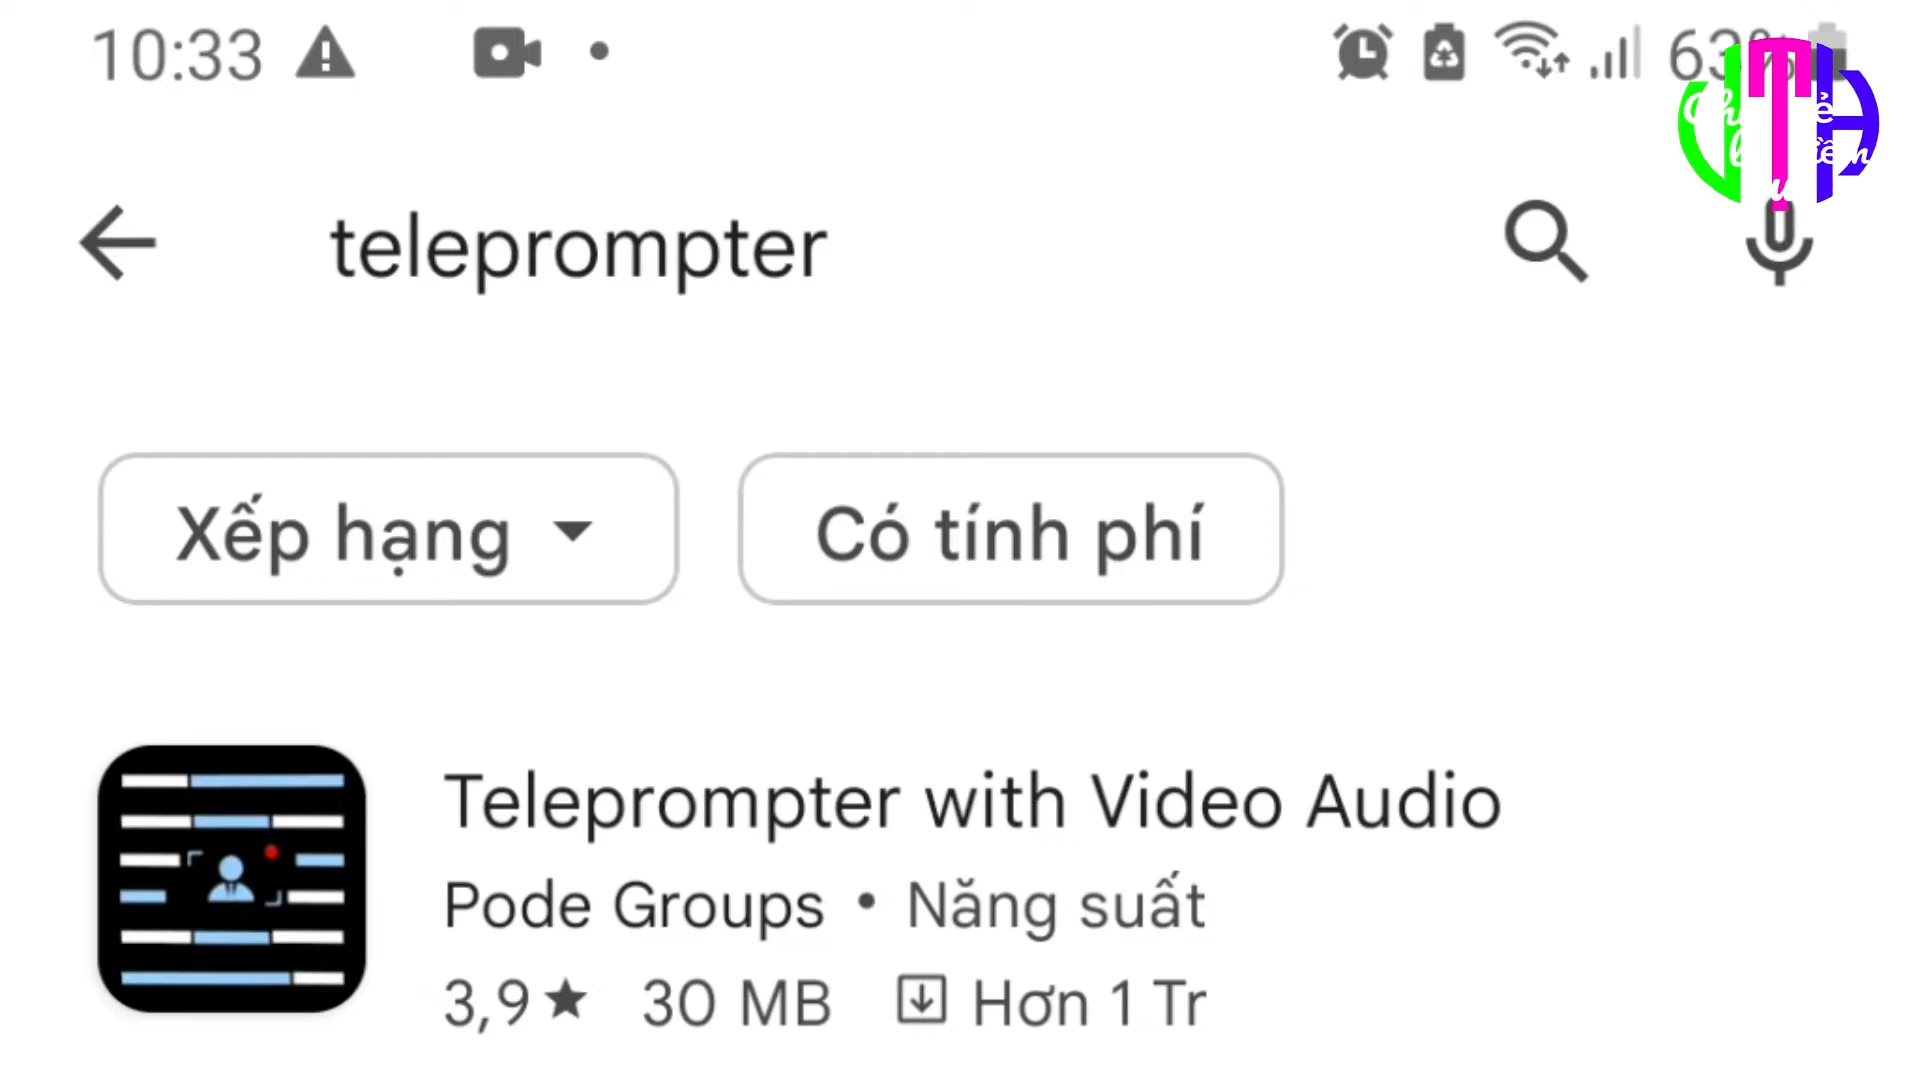 10:33
63%
teleprompter
Xếp hạng
Có tính phí
Teleprompter with Video Audio
Pode Groups • Năng suất
3,9★ 30 MB Hơn 1 Tr